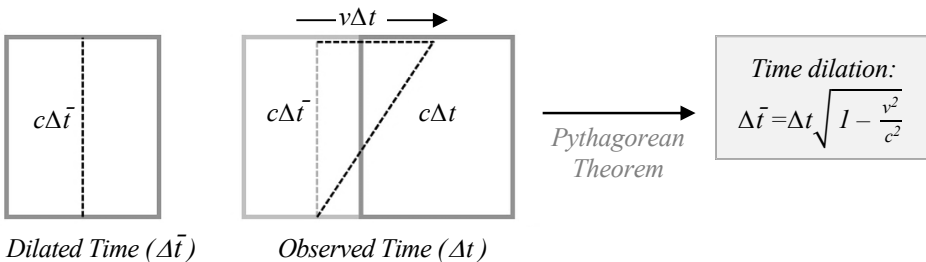 vΔt
cΔt̄
cΔt̄
cΔt
Pythagorean
Theorem
Time dilation:
Δt̄ =Δt√1 − v²/c²
Dilated Time (Δt̄)
Observed Time (Δt)